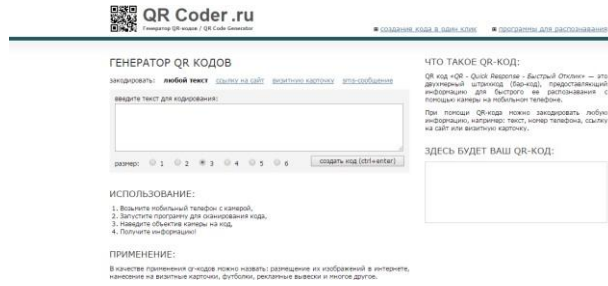 QR Coder.ru
Генератор QR-кодов / QR Code Generator
создание кода в один клик
программы для распознавания
ГЕНЕРАТОР QR КОДОВ
закодировать: любой текст ссылку на сайт визитную карточку sms-сообщение
введите текст для кодирования:
размер: 1 2 3 4 5 6 создать код (ctrl+enter)
ИСПОЛЬЗОВАНИЕ:
1. Возьмите мобильный телефон с камерой,
2. Запустите программу для сканирования кода,
3. Наведите объектив камеры на код,
4. Получите информацию!
ПРИМЕНЕНИЕ:
В качестве применения qr-кодов можно назвать: размещение их изображений в интернете,
нанесение на визитные карточки, футболки, рекламные вывески и многое другое.
ЧТО ТАКОЕ QR-КОД:
QR код «QR - Quick Response - Быстрый Отклик» — это
двухмерный штрихкод (бар-код), предоставляющий
информацию для быстрого ее распознавания с
помощью камеры на мобильном телефоне.
При помощи QR-кода можно закодировать любую
информацию, например: текст, номер телефона, ссылку
на сайт или визитную карточку.
ЗДЕСЬ БУДЕТ ВАШ QR-КОД: